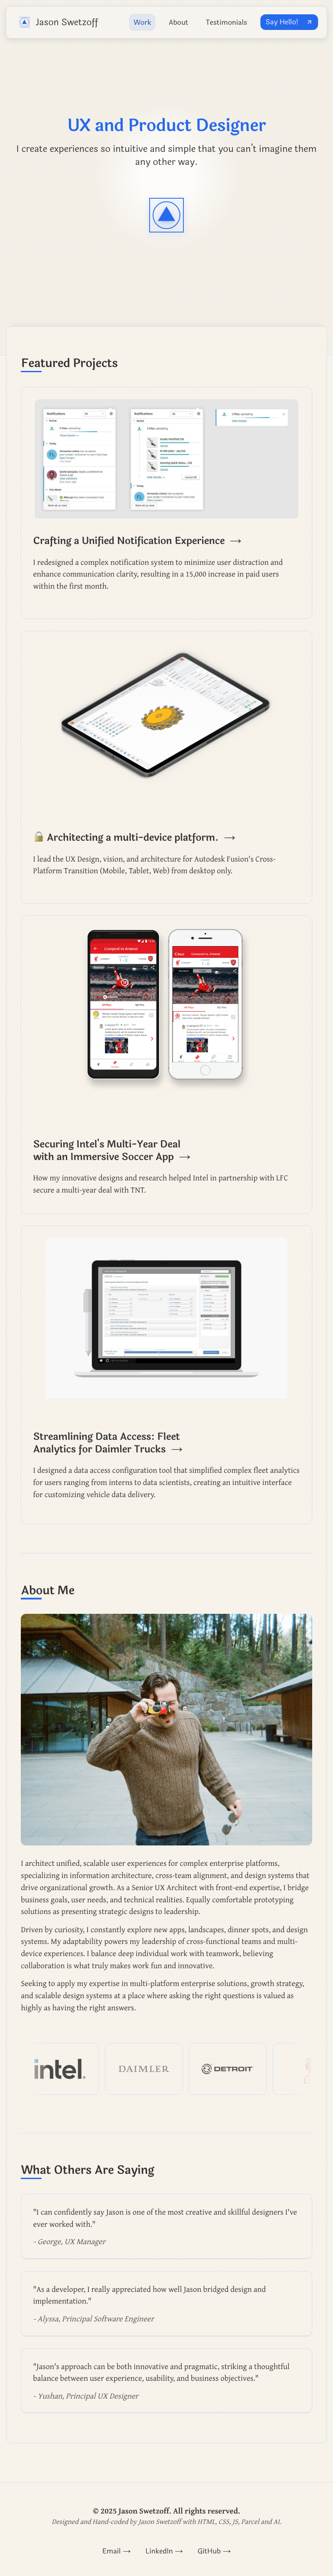 Jason Swetzoff
Work
About
Testimonials
Say Hello! ↗
UX and Product Designer
I create experiences so intuitive and simple that you can't imagine them
any other way.
Featured Projects
Notifications
Notifications
Crafting a Unified Notification Experience →
I redesigned a complex notification system to minimize user distraction and
enhance communication clarity, resulting in a 15,000 increase in paid users
within the first month.
🔒 Architecting a multi-device platform. →
I lead the UX Design, vision, and architecture for Autodesk Fusion's Cross-
Platform Transition (Mobile, Tablet, Web) from desktop only.
Liverpool vs Arsenal
Liverpool vs Arsenal
Securing Intel's Multi-Year Deal
with an Immersive Soccer App →
How my innovative designs and research helped Intel in partnership with LFC
secure a multi-year deal with TNT.
Streamlining Data Access: Fleet
Analytics for Daimler Trucks →
I designed a data access configuration tool that simplified complex fleet analytics
for users ranging from interns to data scientists, creating an intuitive interface
for customizing vehicle data delivery.
About Me
I architect unified, scalable user experiences for complex enterprise platforms,
specializing in information architecture, cross-team alignment, and design systems that
drive organizational growth. As a Senior UX Architect with front-end expertise, I bridge
business goals, user needs, and technical realities. Equally comfortable prototyping
solutions as presenting strategic designs to leadership.
Driven by curiosity, I constantly explore new apps, landscapes, dinner spots, and design
systems. My adaptability powers my leadership of cross-functional teams and multi-
device experiences. I balance deep individual work with teamwork, believing
collaboration is what truly makes work fun and innovative.
Seeking to apply my expertise in multi-platform enterprise solutions, growth strategy,
and scalable design systems at a place where asking the right questions is valued as
highly as having the right answers.
intel.
DAIMLER
DETROIT
What Others Are Saying
"I can confidently say Jason is one of the most creative and skillful designers I've
ever worked with."
- George, UX Manager
"As a developer, I really appreciated how well Jason bridged design and
implementation."
- Alyssa, Principal Software Engineer
"Jason's approach can be both innovative and pragmatic, striking a thoughtful
balance between user experience, usability, and business objectives."
- Yushan, Principal UX Designer
© 2025 Jason Swetzoff. All rights reserved.
Designed and Hand-coded by Jason Swetzoff with HTML, CSS, JS, Parcel and AI.
Email →
LinkedIn →
GitHub →